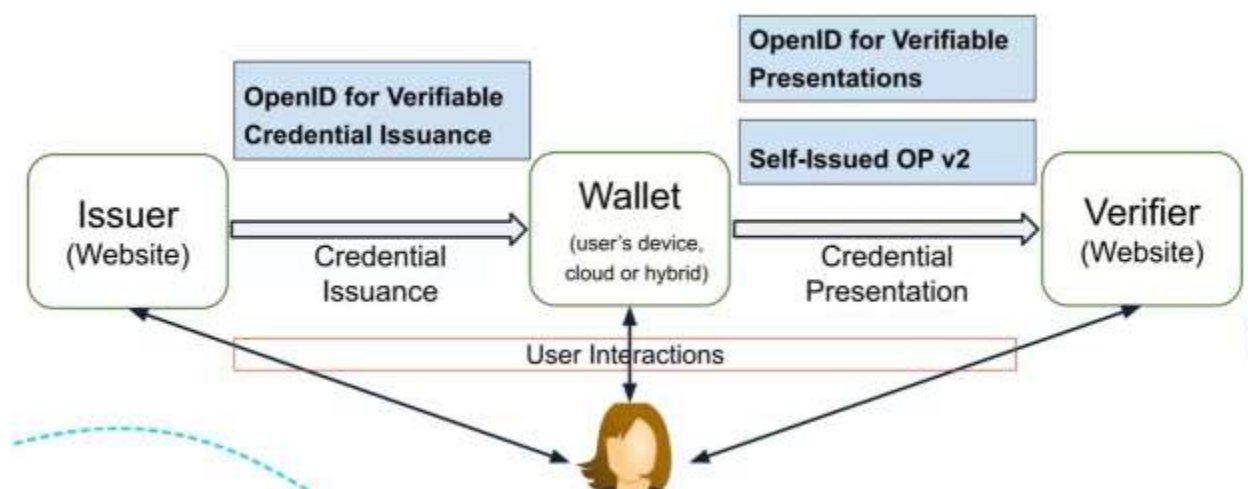 OpenID for Verifiable
Presentations
OpenID for Verifiable
Credential Issuance
Self-Issued OP v2
Issuer
(Website)
Wallet
(user's device,
cloud or hybrid)
Verifier
(Website)
Credential
Issuance
Credential
Presentation
User Interactions